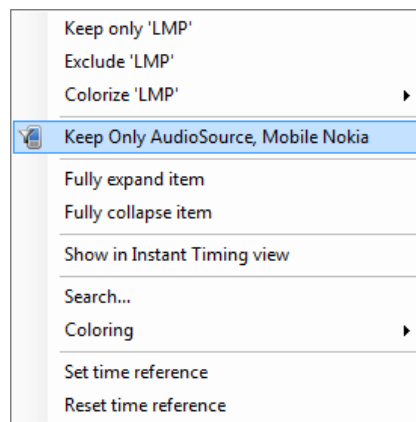 Keep only 'LMP'
Exclude 'LMP'
Colorize 'LMP'
Keep Only AudioSource, Mobile Nokia
Fully expand item
Fully collapse item
Show in Instant Timing view
Search...
Coloring
Set time reference
Reset time reference